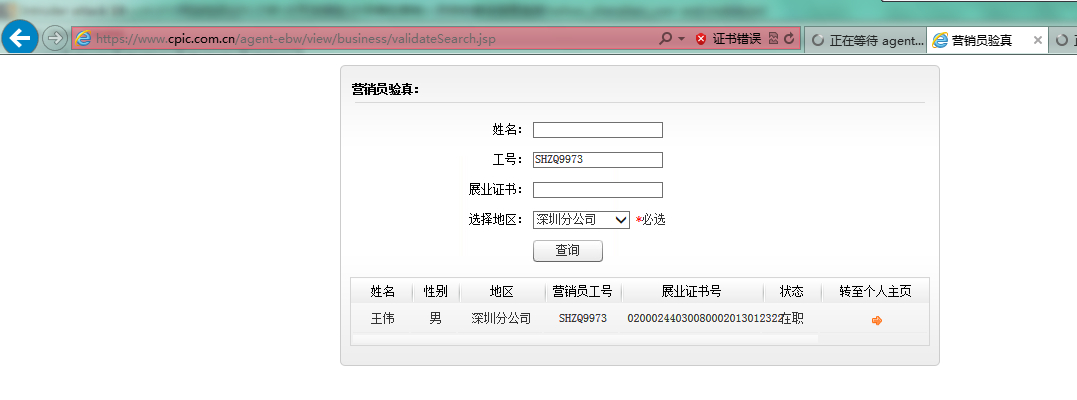 https://www.cpic.com.cn/agent-ebw/view/business/validateSearch.jsp 证书错误 正在等待 agent... 营销员验真
营销员验真：
姓名：
工号： SHZQ9973
展业证书：
选择地区： 深圳分公司 *必选
查询
姓名 性别 地区 营销员工号 展业证书号 状态 转至个人主页
王伟 男 深圳分公司 SHZQ9973 02000244030080002013012322 在职